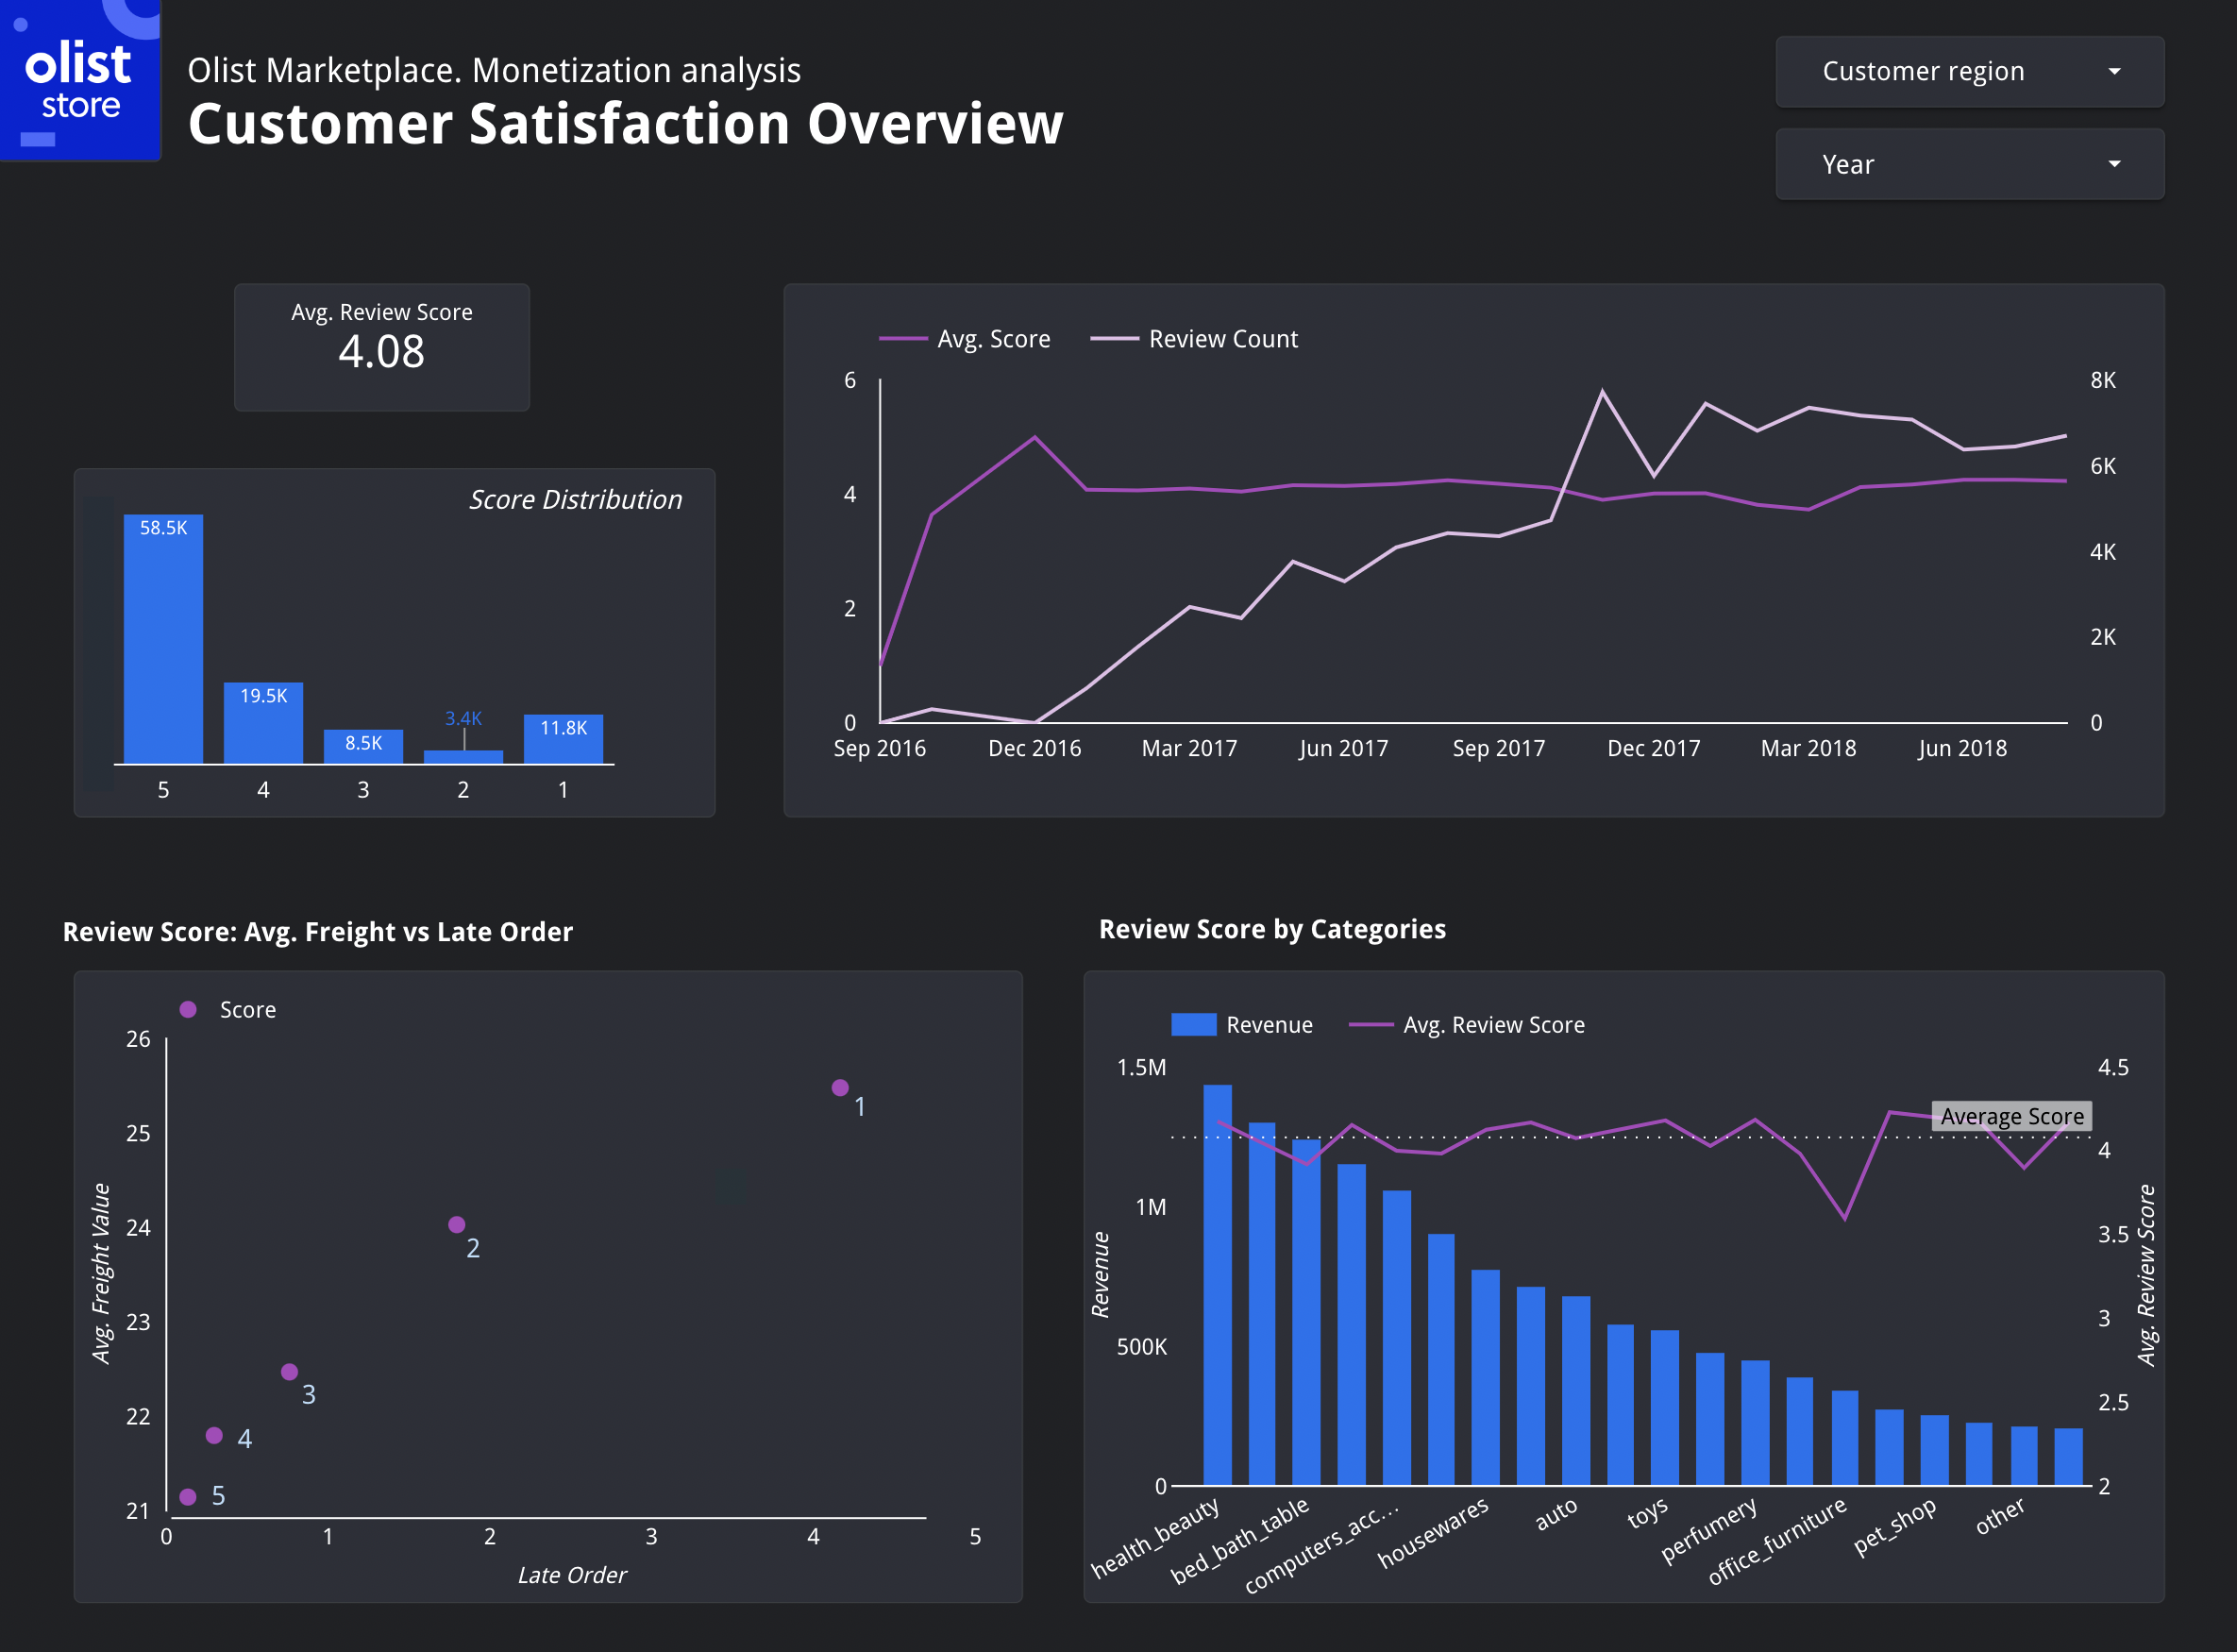 olist
store
Olist Marketplace. Monetization analysis
Customer Satisfaction Overview
Customer region
Year
Avg. Review Score
4.08
Score Distribution
58.5K
19.5K
8.5K
3.4K
11.8K
5 4 3 2 1
Avg. Score Review Count
6 8K
6K
4
4K
2
2K
0 0
Sep 2016 Dec 2016 Mar 2017 Jun 2017 Sep 2017 Dec 2017 Mar 2018 Jun 2018
Review Score: Avg. Freight vs Late Order
Score
26
25
24
23
22
21
Avg. Freight Value
1
2
3
4
5
0 1 2 3 4 5
Late Order
Review Score by Categories
Revenue Avg. Review Score
1.5M
1M
500K
0
Revenue
Average Score
4.5
4
3.5
3
2.5
2
Avg. Review Score
health_beauty
bed_bath_table
computers_acc...
housewares
auto
toys
perfumery
office_furniture
pet_shop
other